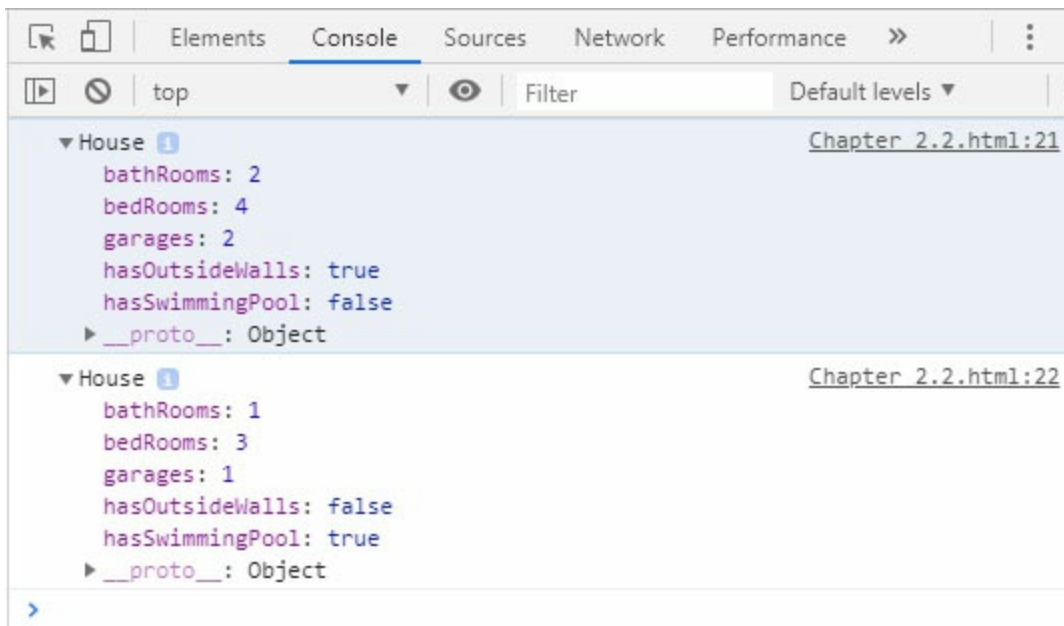 Elements Console Sources Network Performance »
top ▼ Filter Default levels ▼
▼House i Chapter 2.2.html:21
bathRooms: 2
bedRooms: 4
garages: 2
hasOutsideWalls: true
hasSwimmingPool: false
▶__proto__: Object
▼House i Chapter 2.2.html:22
bathRooms: 1
bedRooms: 3
garages: 1
hasOutsideWalls: false
hasSwimmingPool: true
▶__proto__: Object
>